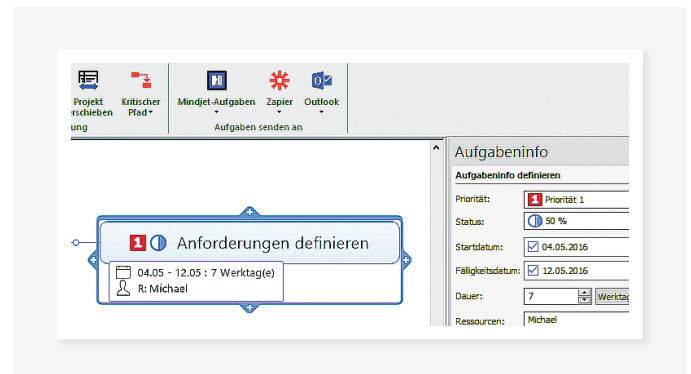 Projekt
erschieben
Kritischer
Pfad
Mindjet-Aufgaben
Zapier
Outlook
ung
Aufgaben senden an
1 Anforderungen definieren
04.05 - 12.05 : 7 Werktag(e)
R: Michael
Aufgabeninfo
Aufgabeninfo definieren
Priorität: 1 Priorität 1
Status: 50 %
Startdatum: 04.05.2016
Fälligkeitsdatum: 12.05.2016
Dauer: 7 Werktag
Ressourcen: Michael